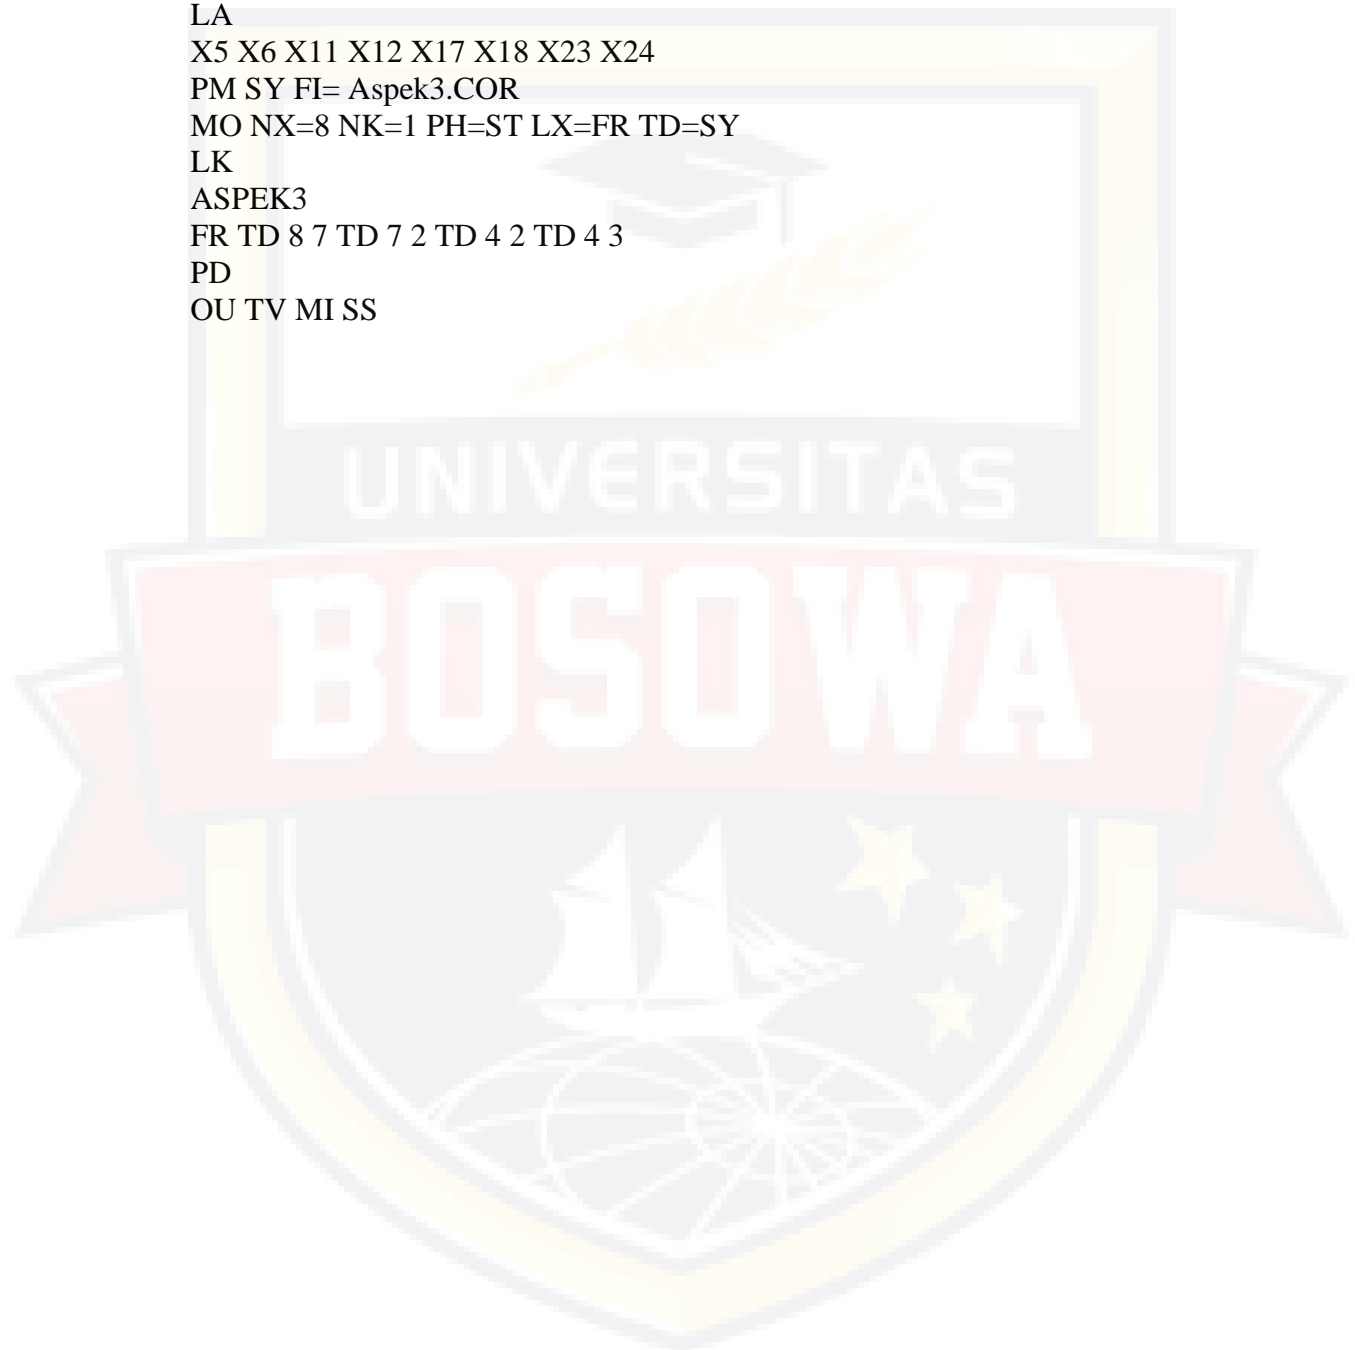 LA
X5 X6 X11 X12 X17 X18 X23 X24
PM SY FI= Aspek3.COR
MO NX=8 NK=1 PH=ST LX=FR TD=SY
LK
ASPEK3
FR TD 8 7 TD 7 2 TD 4 2 TD 4 3
PD
OU TV MI SS
UNIVERSITAS
BOSOWA